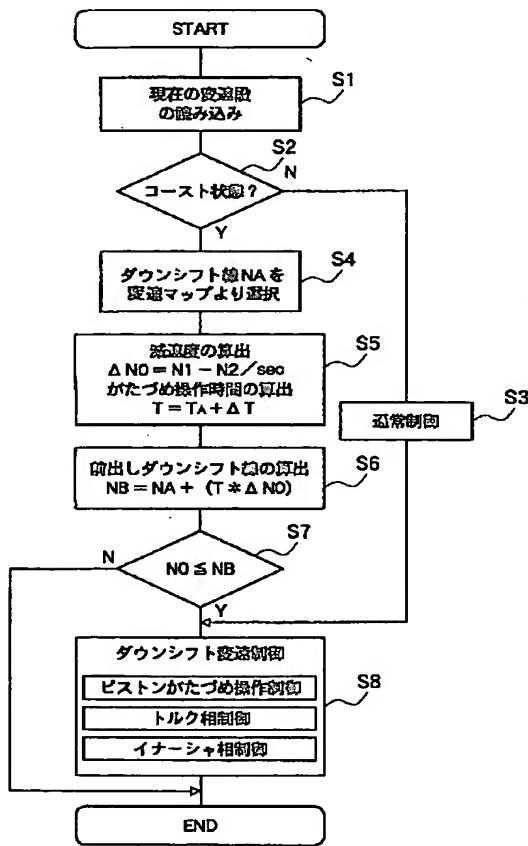 START
現在の変速段
の読み込み
S1
コースト状態?
S2
N
Y
ダウンシフト線NAを
変速マップより選択
S4
減速度の算出
ΔNO=N1-N2/sec
がたづめ操作時間の算出
T=TA+ΔT
S5
通常制御
S3
前出しダウンシフト線の算出
NB=NA+(T*ΔNO)
S6
NO≦NB
S7
N
Y
ダウンシフト変速制御
ピストンがたづめ操作制御
トルク相制御
イナーシャ相制御
S8
END